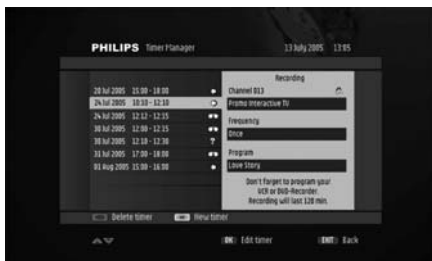 PHILIPS Timer Manager
13 July 2005 13:05
Recording
20 Jul 2005 15:00 - 18:00
Channel 013
24 Jul 2005 10:10 - 12:10
Promo Interactive TV
24 Jul 2005 12:12 - 12:15
Frequency
30 Jul 2005 12:00 - 12:15
Once
30 Jul 2005 12:18 - 12:30 ?
31 Jul 2005 17:00 - 18:00
Program
01 Aug 2005 15:00 - 16:00
Love Story
Don't forget to program your
VCR or DVD-Recorder.
Recording will last 120 min.
Delete timer
New timer
OK Edit timer
EXIT Back